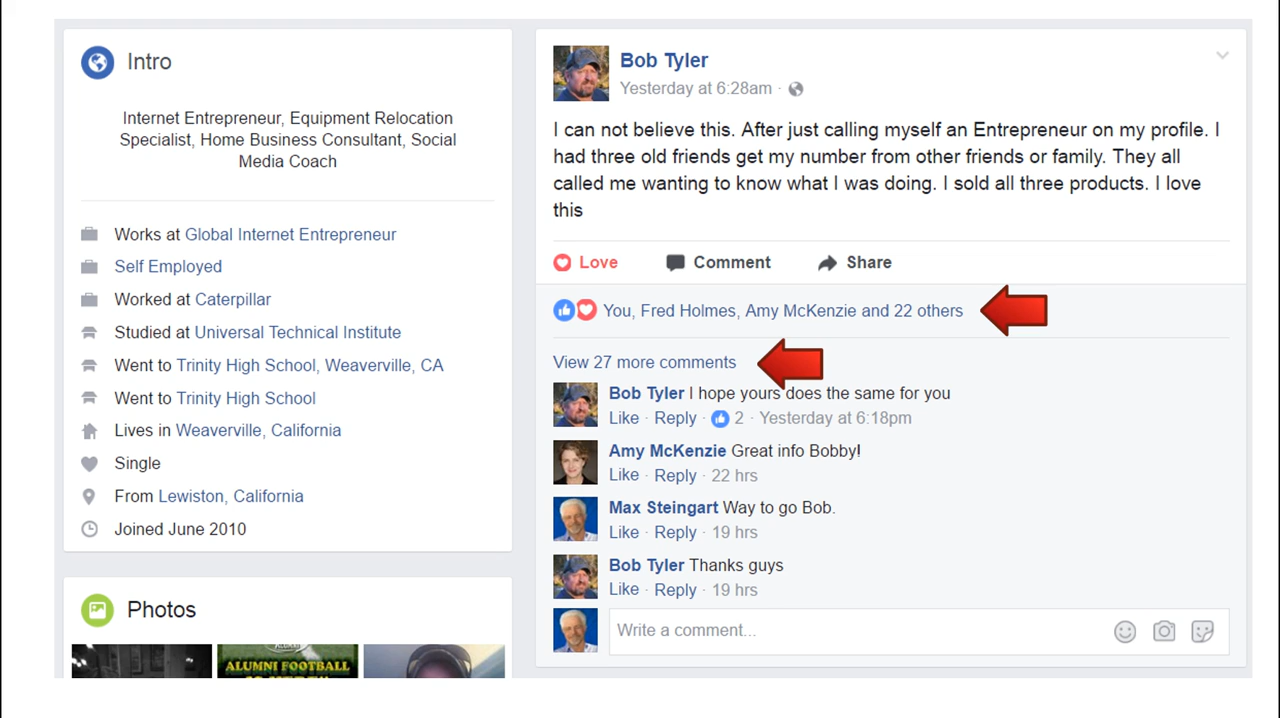 Intro
Internet Entrepreneur, Equipment Relocation
Specialist, Home Business Consultant, Social
Media Coach
Works at Global Internet Entrepreneur
Self Employed
Worked at Caterpillar
Studied at Universal Technical Institute
Went to Trinity High School, Weaverville, CA
Went to Trinity High School
Lives in Weaverville, California
Single
From Lewiston, California
Joined June 2010
Photos
ALUMNI
ALUMNI FOOTBALL
Bob Tyler
Yesterday at 6:28am ·
I can not believe this. After just calling myself an Entrepreneur on my profile. I
had three old friends get my number from other friends or family. They all
called me wanting to know what I was doing. I sold all three products. I love
this
Love Comment Share
You, Fred Holmes, Amy McKenzie and 22 others
View 27 more comments
Bob Tyler I hope yours does the same for you
Like · Reply · 2 · Yesterday at 6:18pm
Amy McKenzie Great info Bobby!
Like · Reply · 22 hrs
Max Steingart Way to go Bob.
Like · Reply · 19 hrs
Bob Tyler Thanks guys
Like · Reply · 19 hrs
Write a comment...